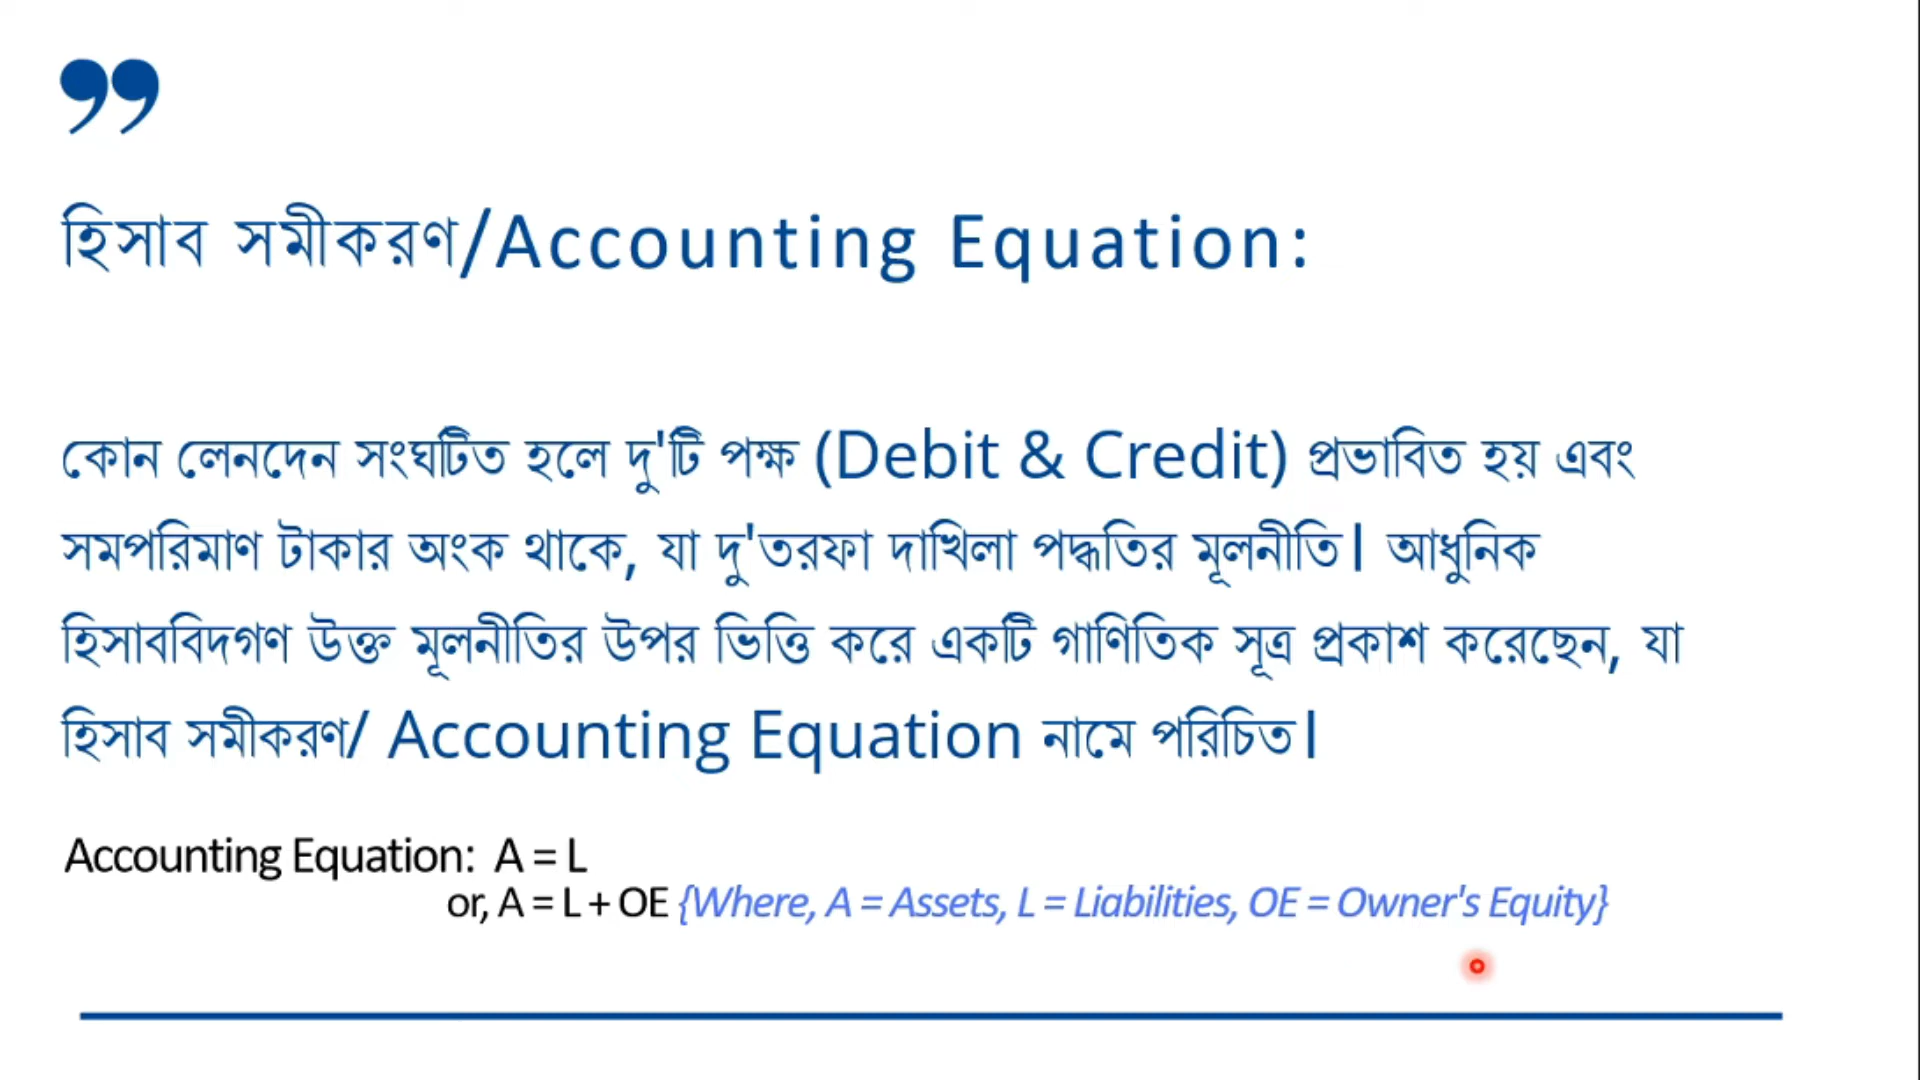 ”
হিসাব সমীকরণ/Accounting Equation:
কোন লেনদেন সংঘটিত হলে দু'টি পক্ষ (Debit & Credit) প্রভাবিত হয় এবং
সমপরিমাণ টাকার অংক থাকে, যা দু'তরফা দাখিলা পদ্ধতির মূলনীতি। আধুনিক
হিসাববিদগণ উক্ত মূলনীতির উপর ভিত্তি করে একটি গাণিতিক সূত্র প্রকাশ করেছেন, যা
হিসাব সমীকরণ/ Accounting Equation নামে পরিচিত।
Accounting Equation: A = L
or, A = L + OE {Where, A = Assets, L = Liabilities, OE = Owner's Equity}